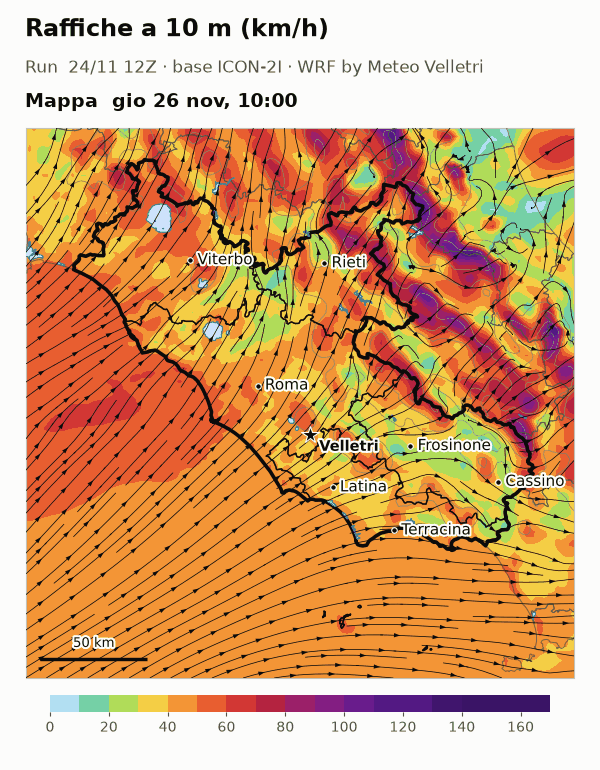 Raffiche a 10 m (km/h)
Run  24/11 12Z · base ICON-2I · WRF by Meteo Velletri
Mappa  gio 26 nov, 10:00
Viterbo
Rieti
Roma
Velletri
Frosinone
Cassino
Latina
Terracina
50 km
0 20 40 60 80 100 120 140 160